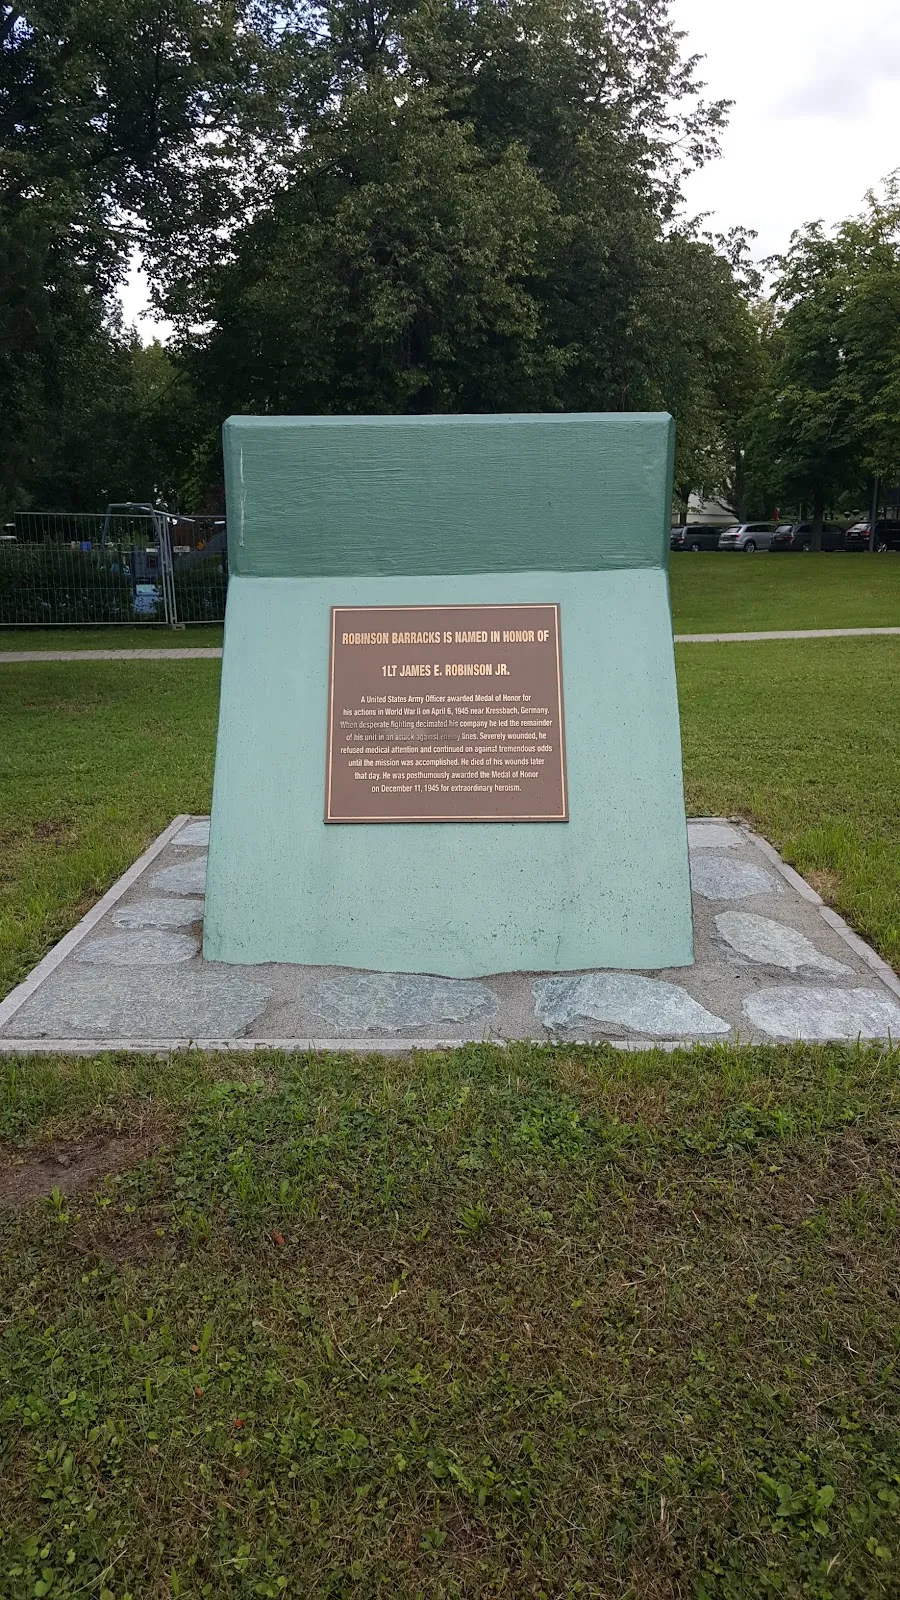 ROBINSON BARRACKS IS NAMED IN HONOR OF
1LT JAMES E. ROBINSON JR.
A United States Army Officer awarded Medal of Honor for
his actions in World War II on April 6, 1945 near Kressbach, Germany.
When desperate fighting decimated his company he led the remainder
of his unit in an attack against enemy lines. Severely wounded, he
refused medical attention and continued on against tremendous odds
until the mission was accomplished. He died of his wounds later
that day. He was posthumously awarded the Medal of Honor
on December 11, 1945 for extraordinary heroism.